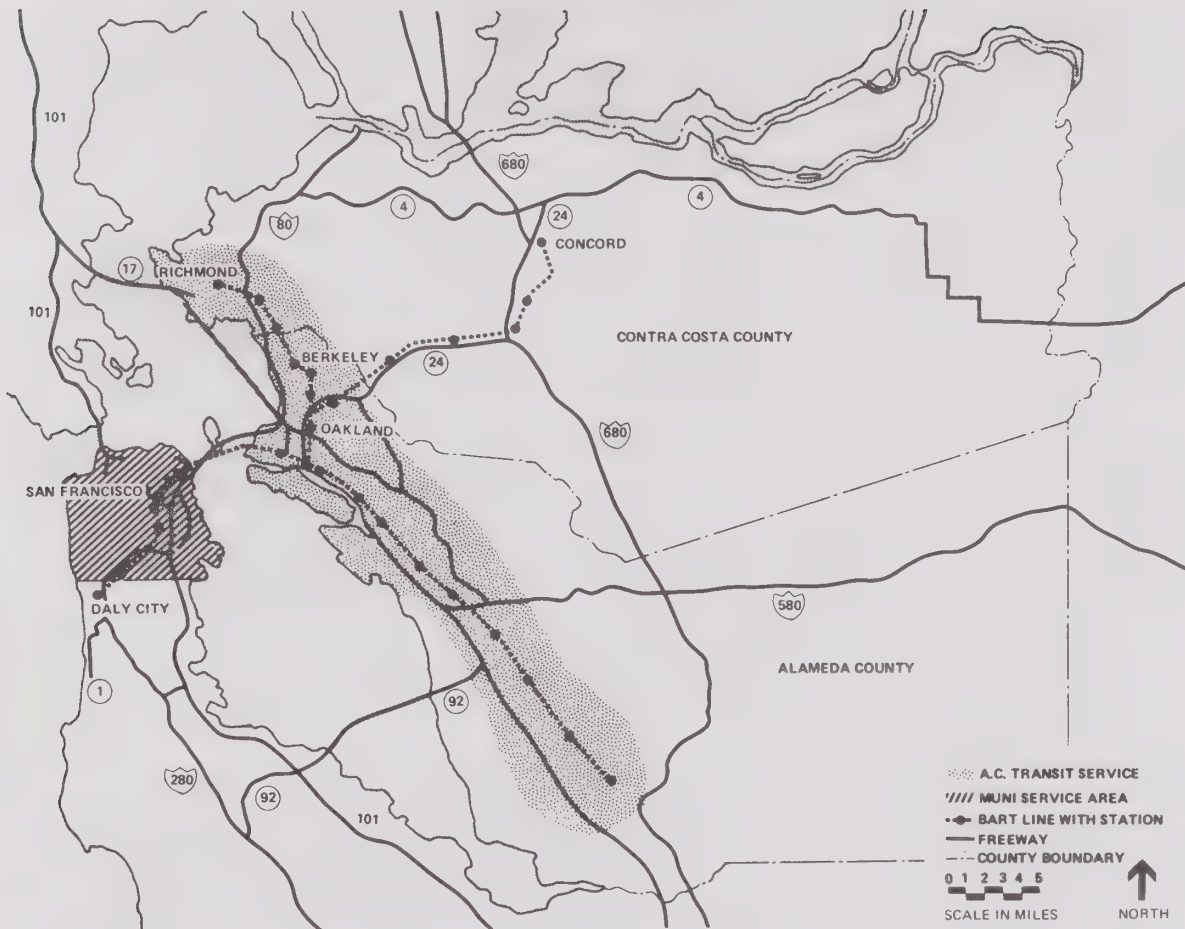 101
680
80
4
24
4
CONCORD
17
RICHMOND
101
CONTRA COSTA COUNTY
BERKELEY
24
OAKLAND
680
SAN FRANCISCO
DALY CITY
580
ALAMEDA COUNTY
1
92
280
92
101
A.C. TRANSIT SERVICE
MUNI SERVICE AREA
BART LINE WITH STATION
FREEWAY
COUNTY BOUNDARY
0 1 2 3 4 5
SCALE IN MILES
NORTH